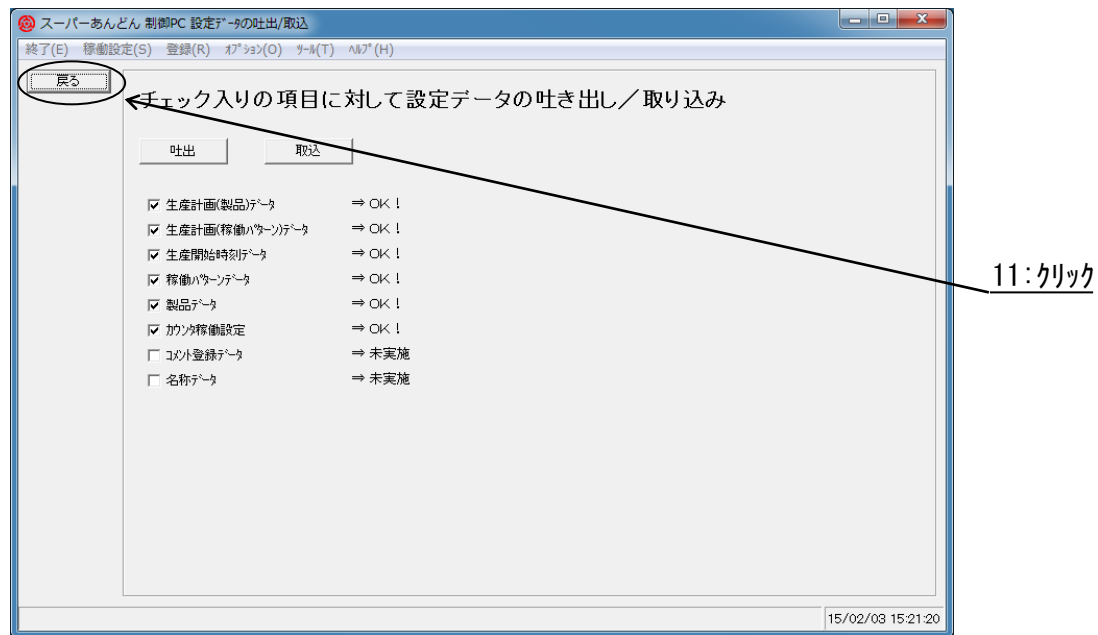 スーパーあんどん 制御PC 設定ﾃﾞｰﾀの吐出/取込
終了(E) 稼働設定(S) 登録(R) ｵﾌﾟｼｮﾝ(O) ﾂｰﾙ(T) ﾍﾙﾌﾟ(H)
戻る
チェック入りの項目に対して設定データの吐き出し／取り込み
吐出 取込
生産計画(製品)ﾃﾞｰﾀ ⇒ OK！
生産計画(稼働ﾊﾟﾀｰﾝ)ﾃﾞｰﾀ ⇒ OK！
生産開始時刻ﾃﾞｰﾀ ⇒ OK！
稼働ﾊﾟﾀｰﾝﾃﾞｰﾀ ⇒ OK！
製品ﾃﾞｰﾀ ⇒ OK！
ｶｳﾝﾀ稼働設定 ⇒ OK！
ｺﾒﾝﾄ登録ﾃﾞｰﾀ ⇒ 未実施
名称ﾃﾞｰﾀ ⇒ 未実施
11：ｸﾘｯｸ
15/02/03 15:21:20